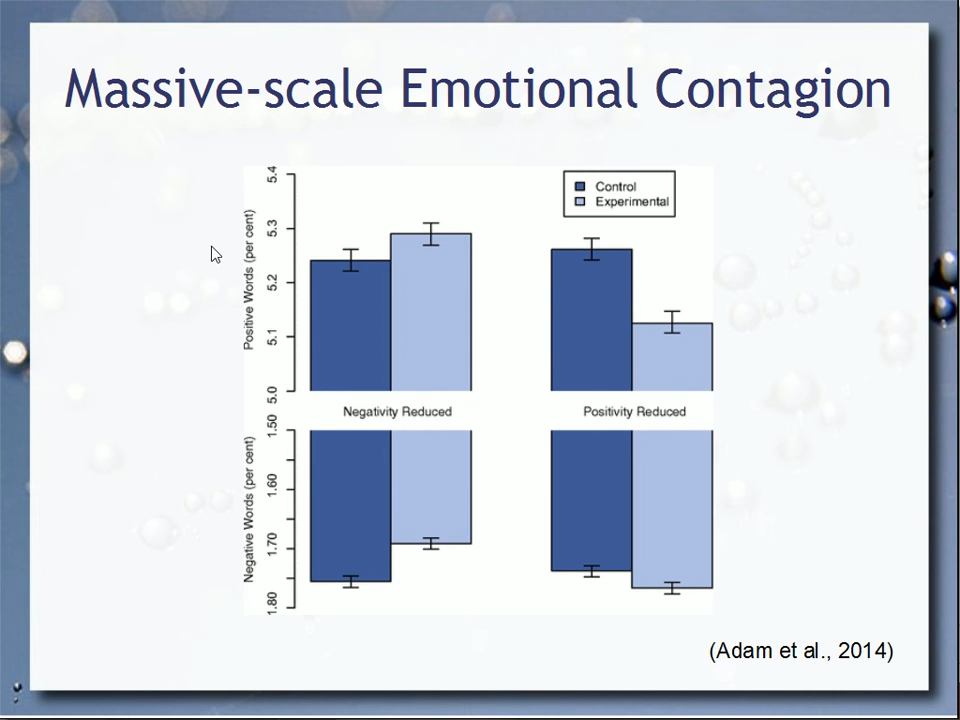 Massive-scale Emotional Contagion
Control
Experimental
Positive Words (per cent)
5.4
5.3
5.2
5.1
5.0
Negativity Reduced
Positivity Reduced
Negative Words (per cent)
1.50
1.60
1.70
1.80
(Adam et al., 2014)